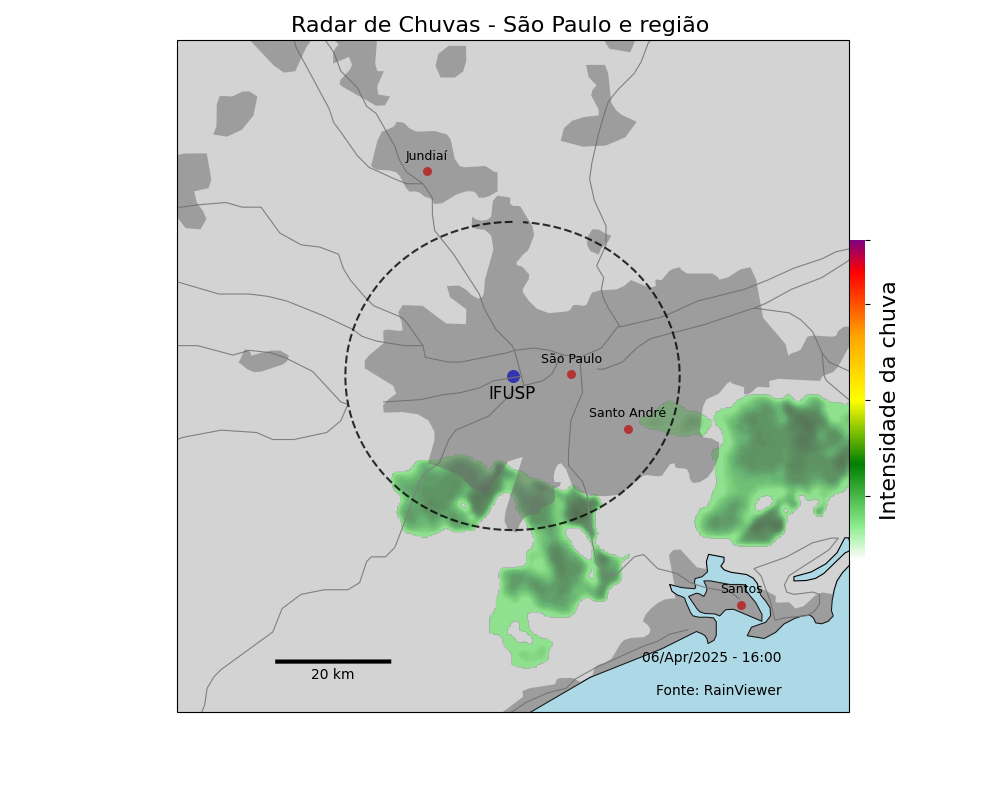 Radar de Chuvas - São Paulo e região
Jundiaí
São Paulo
IFUSP
Santo André
Intensidade da chuva
Santos
06/Apr/2025 - 16:00
20 km
Fonte: RainViewer